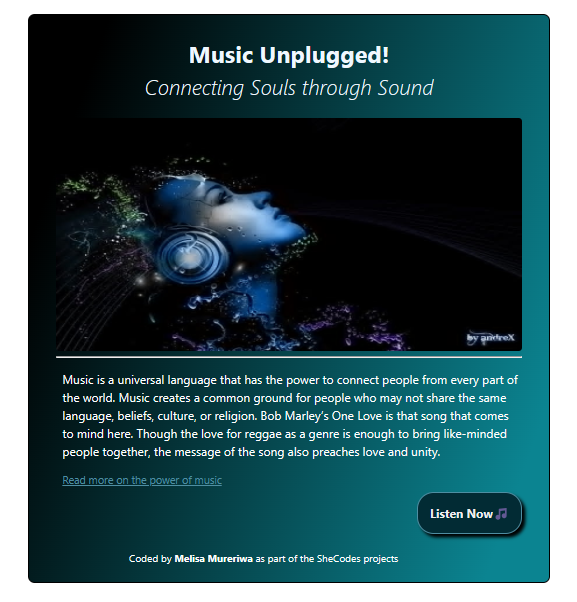 Music Unplugged!
Connecting Souls through Sound
by andreX
Music is a universal language that has the power to connect people from every part of
the world. Music creates a common ground for people who may not share the same
language, beliefs, culture, or religion. Bob Marley's One Love is that song that comes
to mind here. Though the love for reggae as a genre is enough to bring like-minded
people together, the message of the song also preaches love and unity.
Read more on the power of music
Listen Now 🎵
Coded by Melisa Mureriwa as part of the SheCodes projects